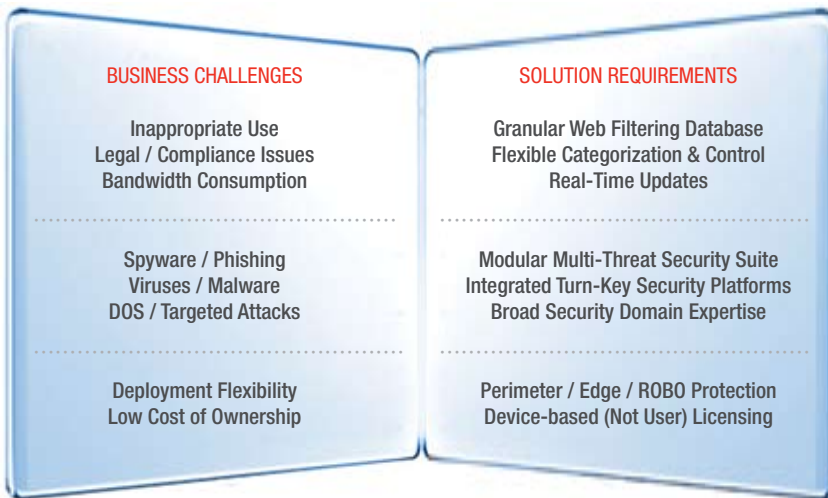 BUSINESS CHALLENGES
Inappropriate Use
Legal / Compliance Issues
Bandwidth Consumption
Spyware / Phishing
Viruses / Malware
DOS / Targeted Attacks
Deployment Flexibility
Low Cost of Ownership
SOLUTION REQUIREMENTS
Granular Web Filtering Database
Flexible Categorization & Control
Real-Time Updates
Modular Multi-Threat Security Suite
Integrated Turn-Key Security Platforms
Broad Security Domain Expertise
Perimeter / Edge / ROBO Protection
Device-based (Not User) Licensing